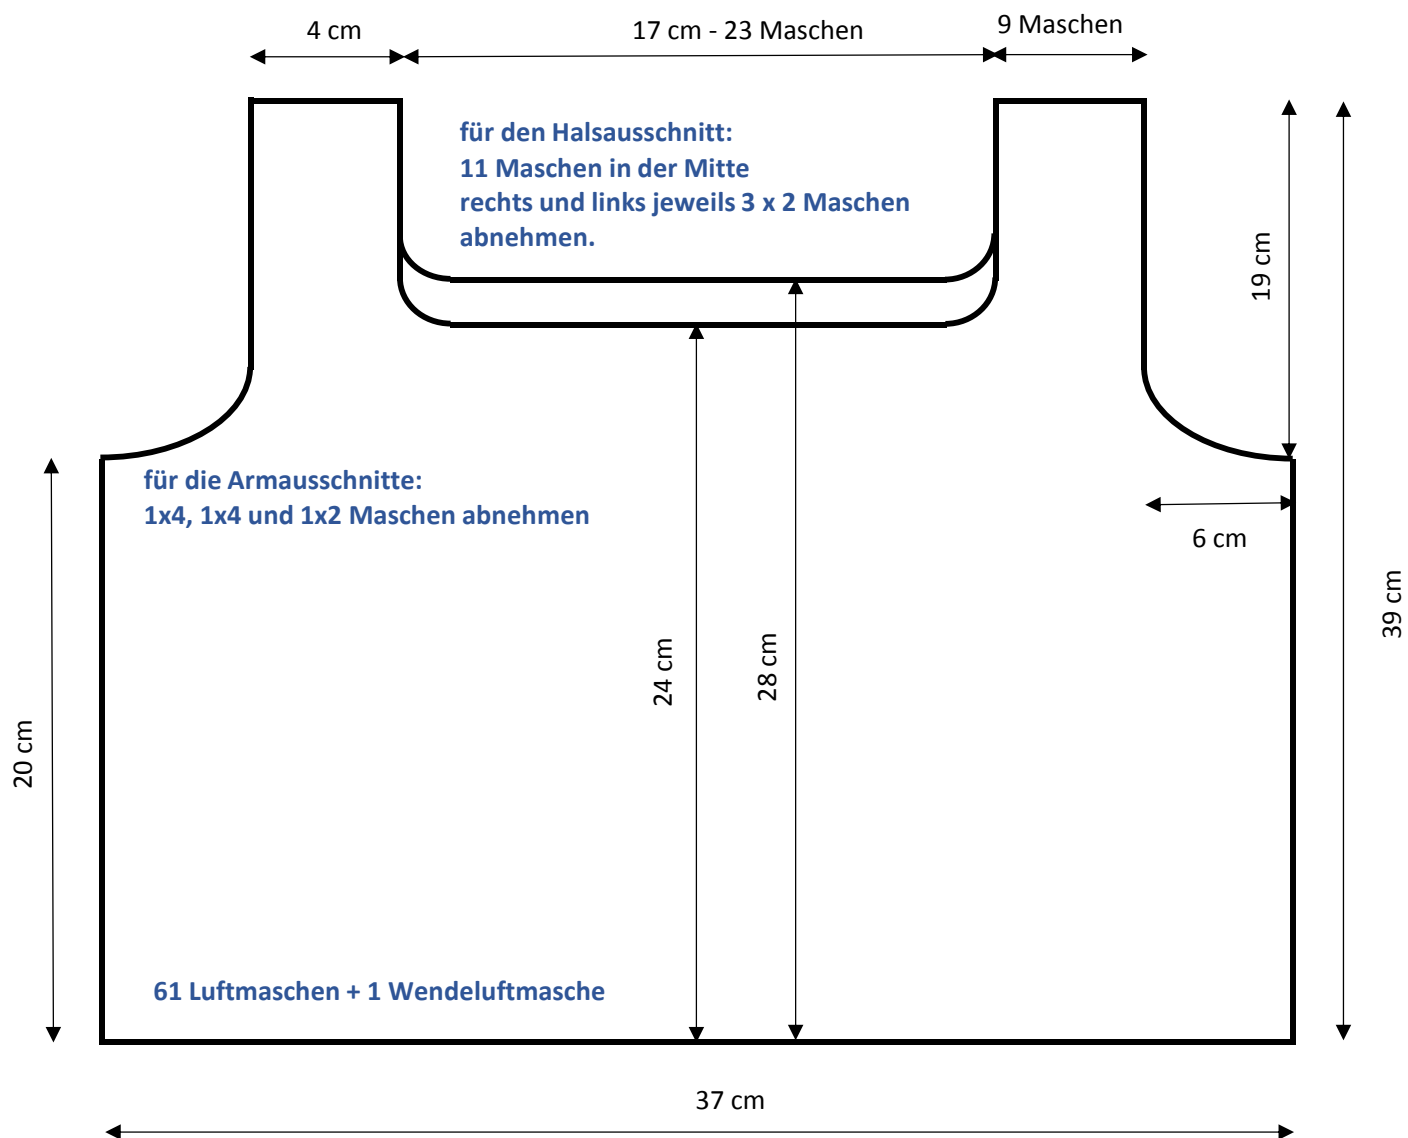 4 cm
17 cm - 23 Maschen
9 Maschen
für den Halsausschnitt:
11 Maschen in der Mitte
rechts und links jeweils 3 x 2 Maschen
abnehmen.
19 cm
für die Armausschnitte:
1x4, 1x4 und 1x2 Maschen abnehmen
6 cm
39 cm
24 cm
28 cm
20 cm
61 Luftmaschen + 1 Wendeluftmasche
37 cm